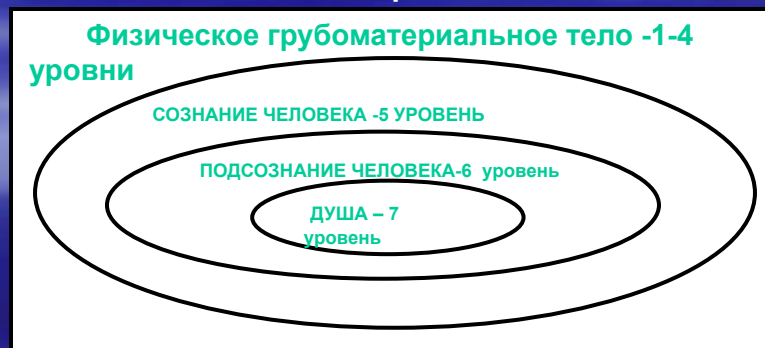 Физическое грубоматериальное тело -1-4
уровни
СОЗНАНИЕ ЧЕЛОВЕКА -5 УРОВЕНЬ
ПОДСОЗНАНИЕ ЧЕЛОВЕКА-6 уровень
ДУША – 7
уровень